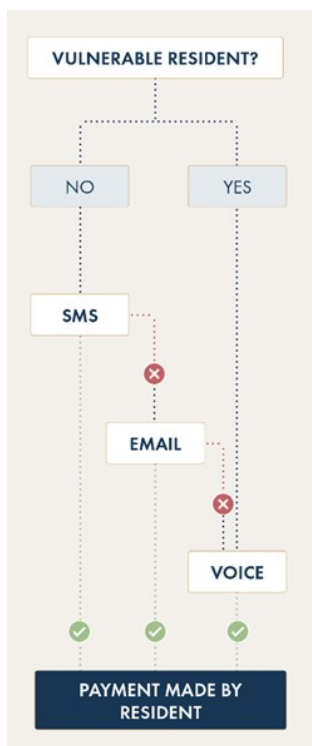 VULNERABLE RESIDENT?
NO
YES
SMS
EMAIL
VOICE
PAYMENT MADE BY
RESIDENT